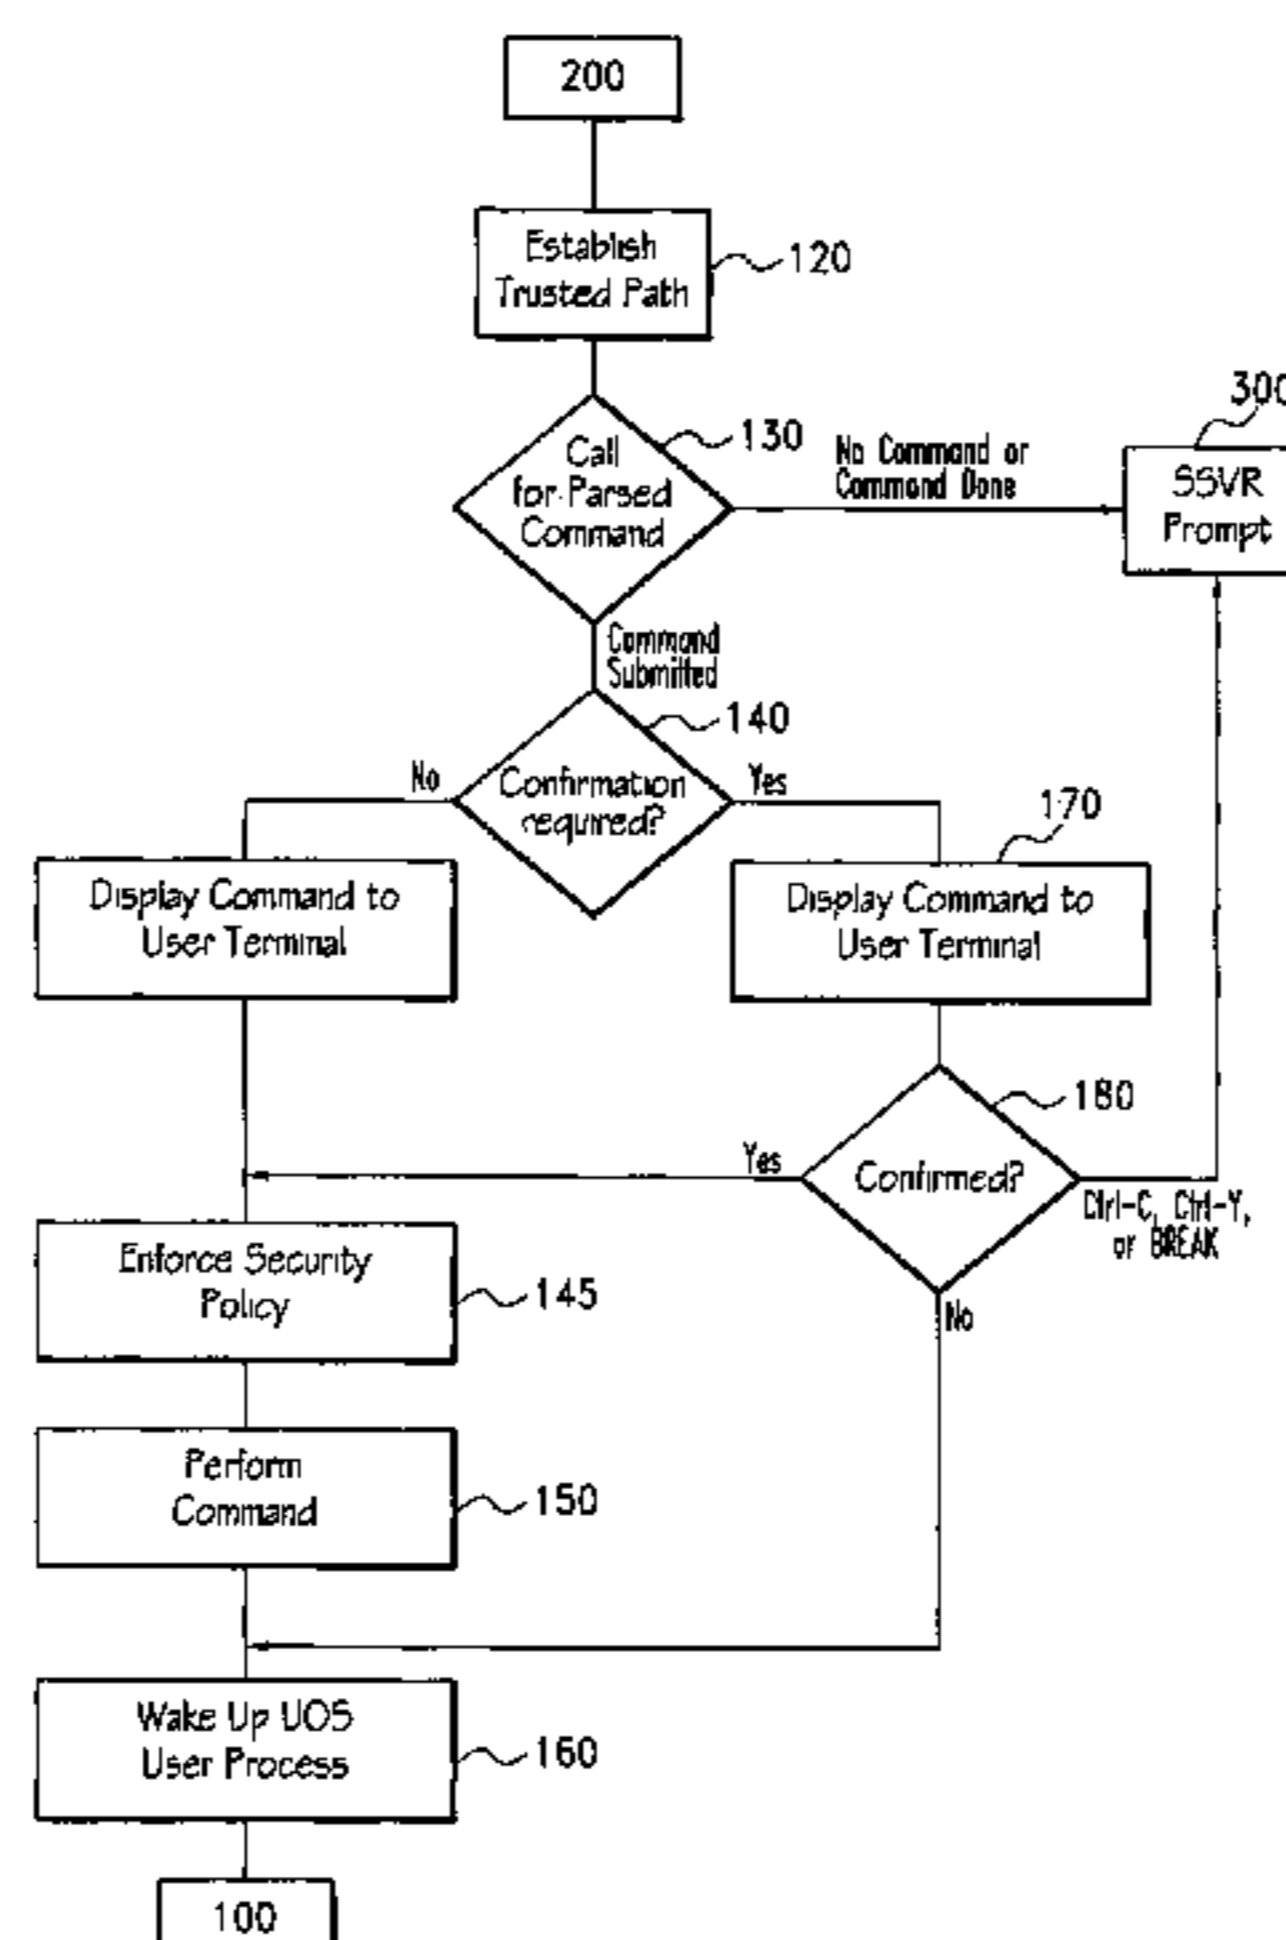 200
Establish
Trusted Path
120
Call
for Parsed
Command
130
No Command or
Command Done
300
SSVR
Prompt
Command
Submitted
140
No
Confirmation
required?
Yes
170
Display Command to
User Terminal
Display Command to
User Terminal
180
Yes
Confirmed?
Ctrl-C, Ctrl-Y,
or BREAK
No
Enforce Security
Policy
145
Perform
Command
150
Wake Up UOS
User Process
160
100